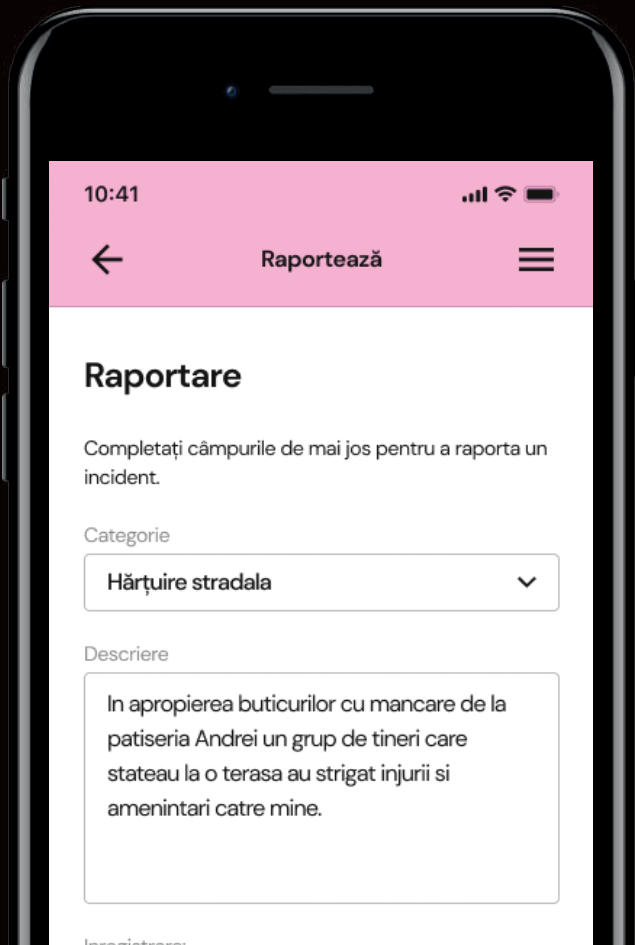 10:41
Raportează
Raportare
Completați câmpurile de mai jos pentru a raporta un
incident.
Categorie
Hărțuire stradala
Descriere
In apropierea buticurilor cu mancare de la
patiseria Andrei un grup de tineri care
stateau la o terasa au strigat injurii si
amenintari catre mine.